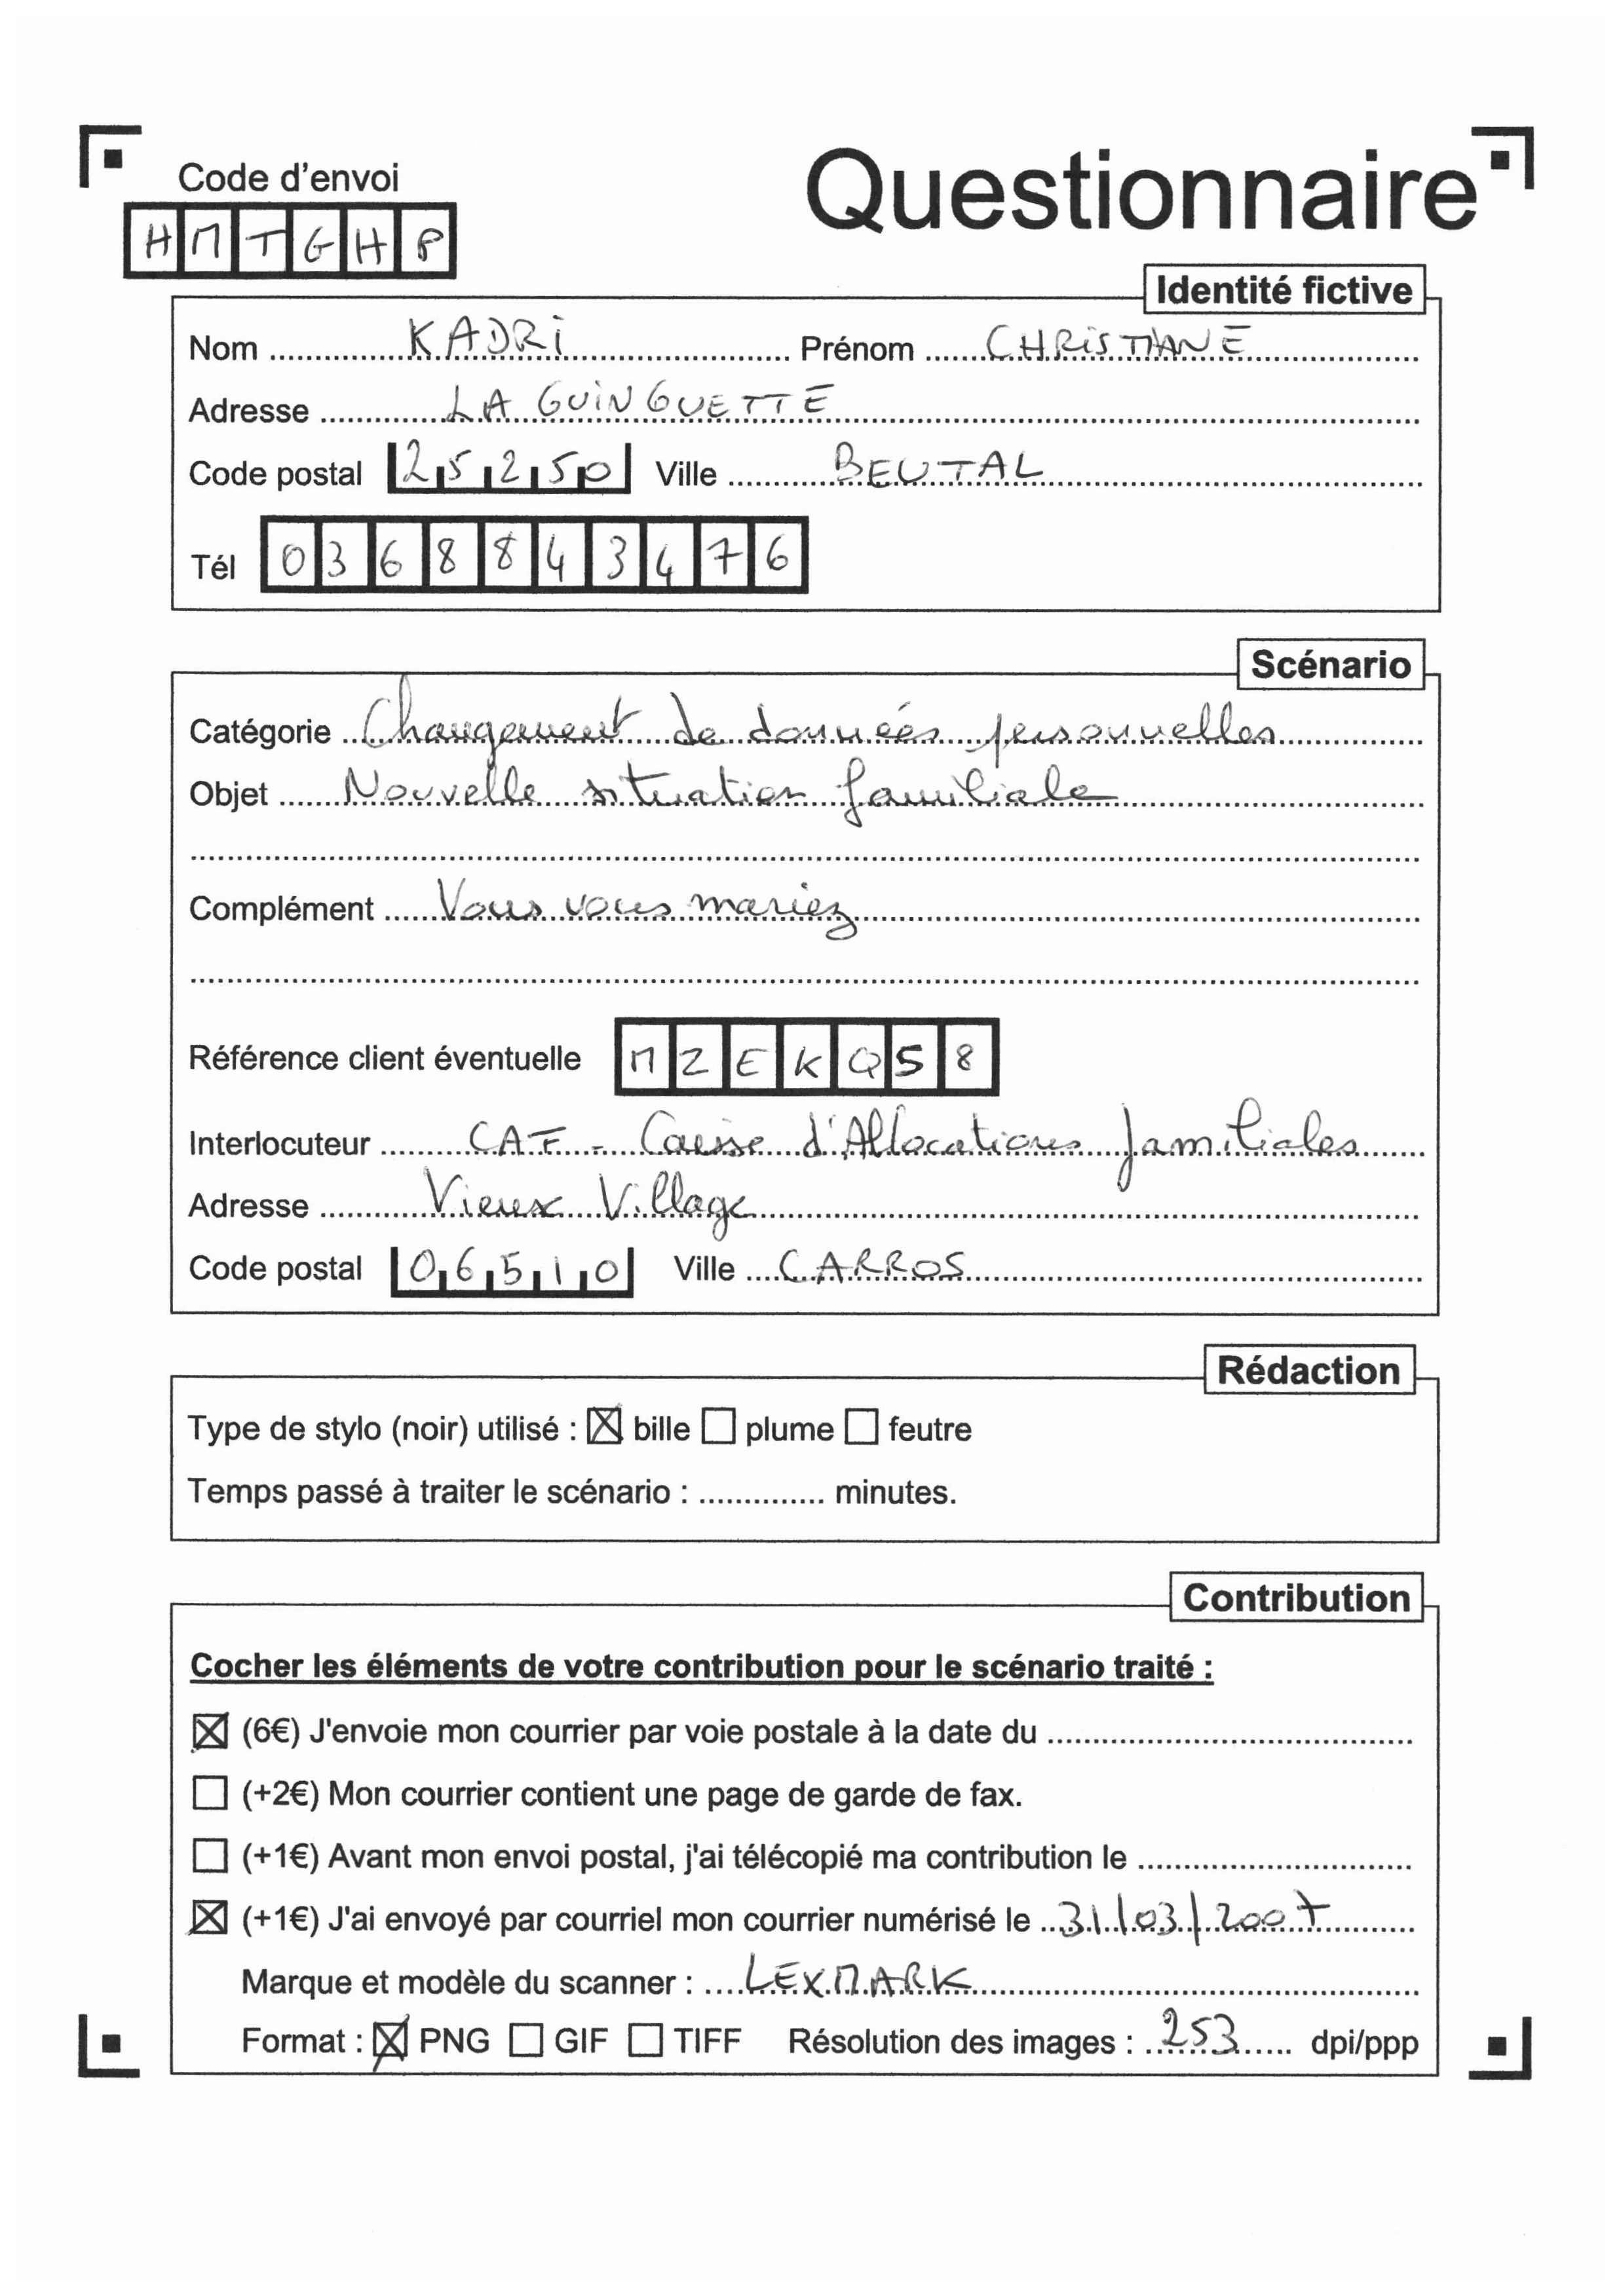 Code d'envoi
Questionnaire
HMTGHP
Identité fictive
Nom KADRI Prénom CHRISTIANE
Adresse LA GUINGUETTE
Code postal 25250 Ville BEUTAL
Tél 0368843476
Scénario
Catégorie Changement de données personnelles
Objet Nouvelle situation familiale
Complément Vous vous mariez
Référence client éventuelle MZEKQ58
Interlocuteur CAF - Caisse d'Allocations familiales
Adresse Vieux Village
Code postal 06510 Ville CARROS
Rédaction
Type de stylo (noir) utilisé : ☒ bille ☐ plume ☐ feutre
Temps passé à traiter le scénario : .............. minutes.
Contribution
Cocher les éléments de votre contribution pour le scénario traité :
☒ (6€) J'envoie mon courrier par voie postale à la date du ..............
☐ (+2€) Mon courrier contient une page de garde de fax.
☐ (+1€) Avant mon envoi postal, j'ai télécopié ma contribution le ..............
☒ (+1€) J'ai envoyé par courriel mon courrier numérisé le 31/03/2007
Marque et modèle du scanner : LEXMARK
Format : ☒ PNG ☐ GIF ☐ TIFF Résolution des images : 253 dpi/ppp